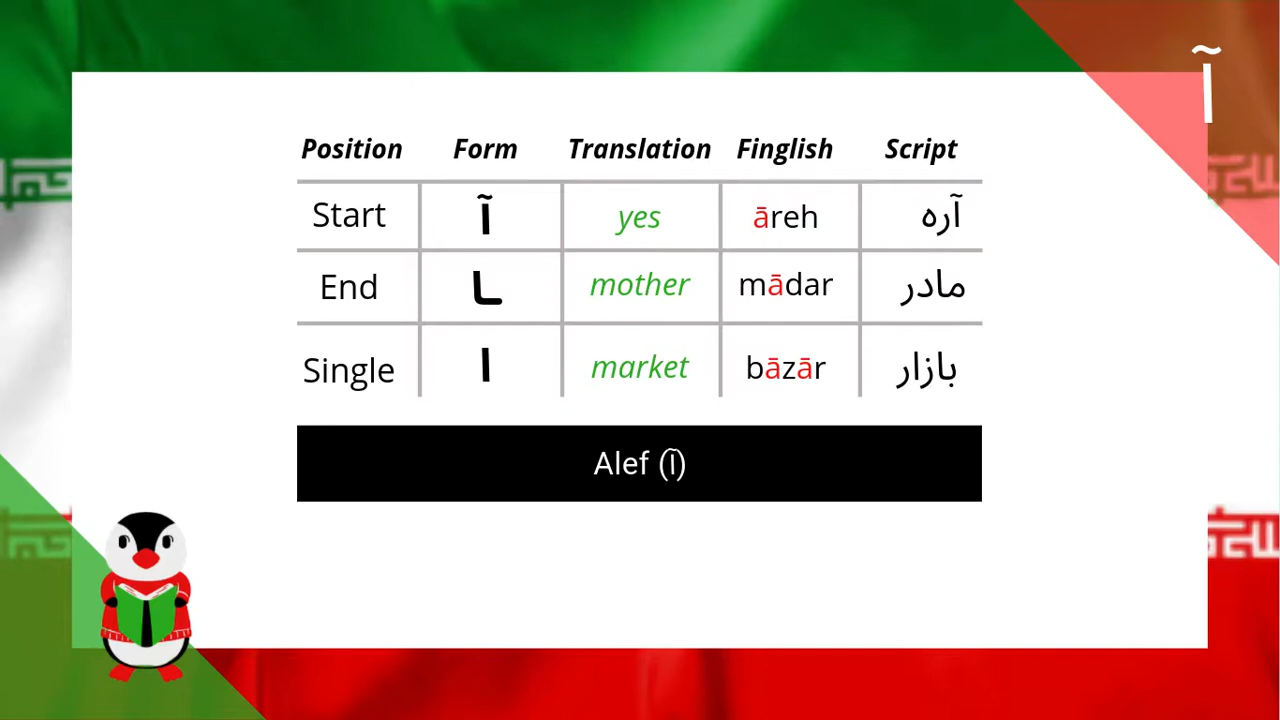 آ
Position Form Translation Finglish Script
Start آ yes āreh آره
End ـا mother mādar مادر
Single ا market bāzār بازار
Alef (آ)